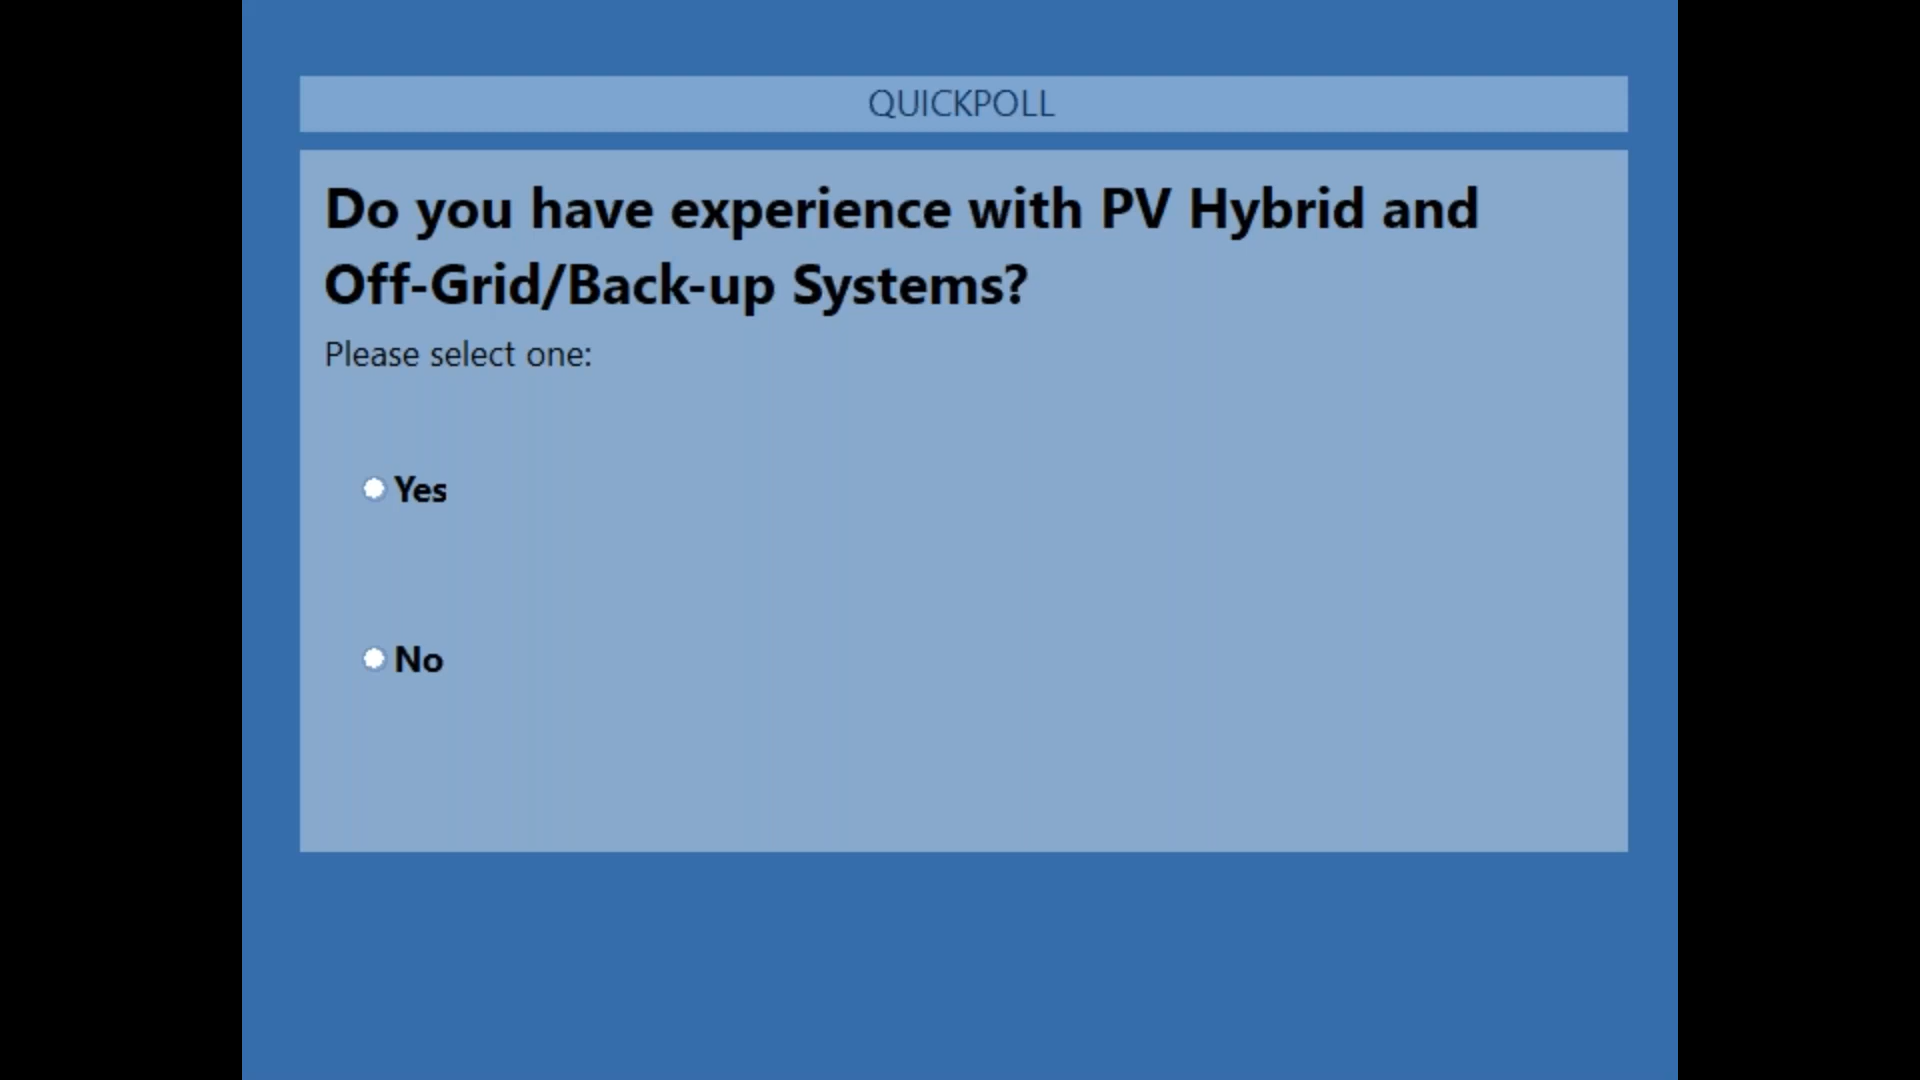 QUICKPOLL
Do you have experience with PV Hybrid and
Off-Grid/Back-up Systems?
Please select one:
Yes
No